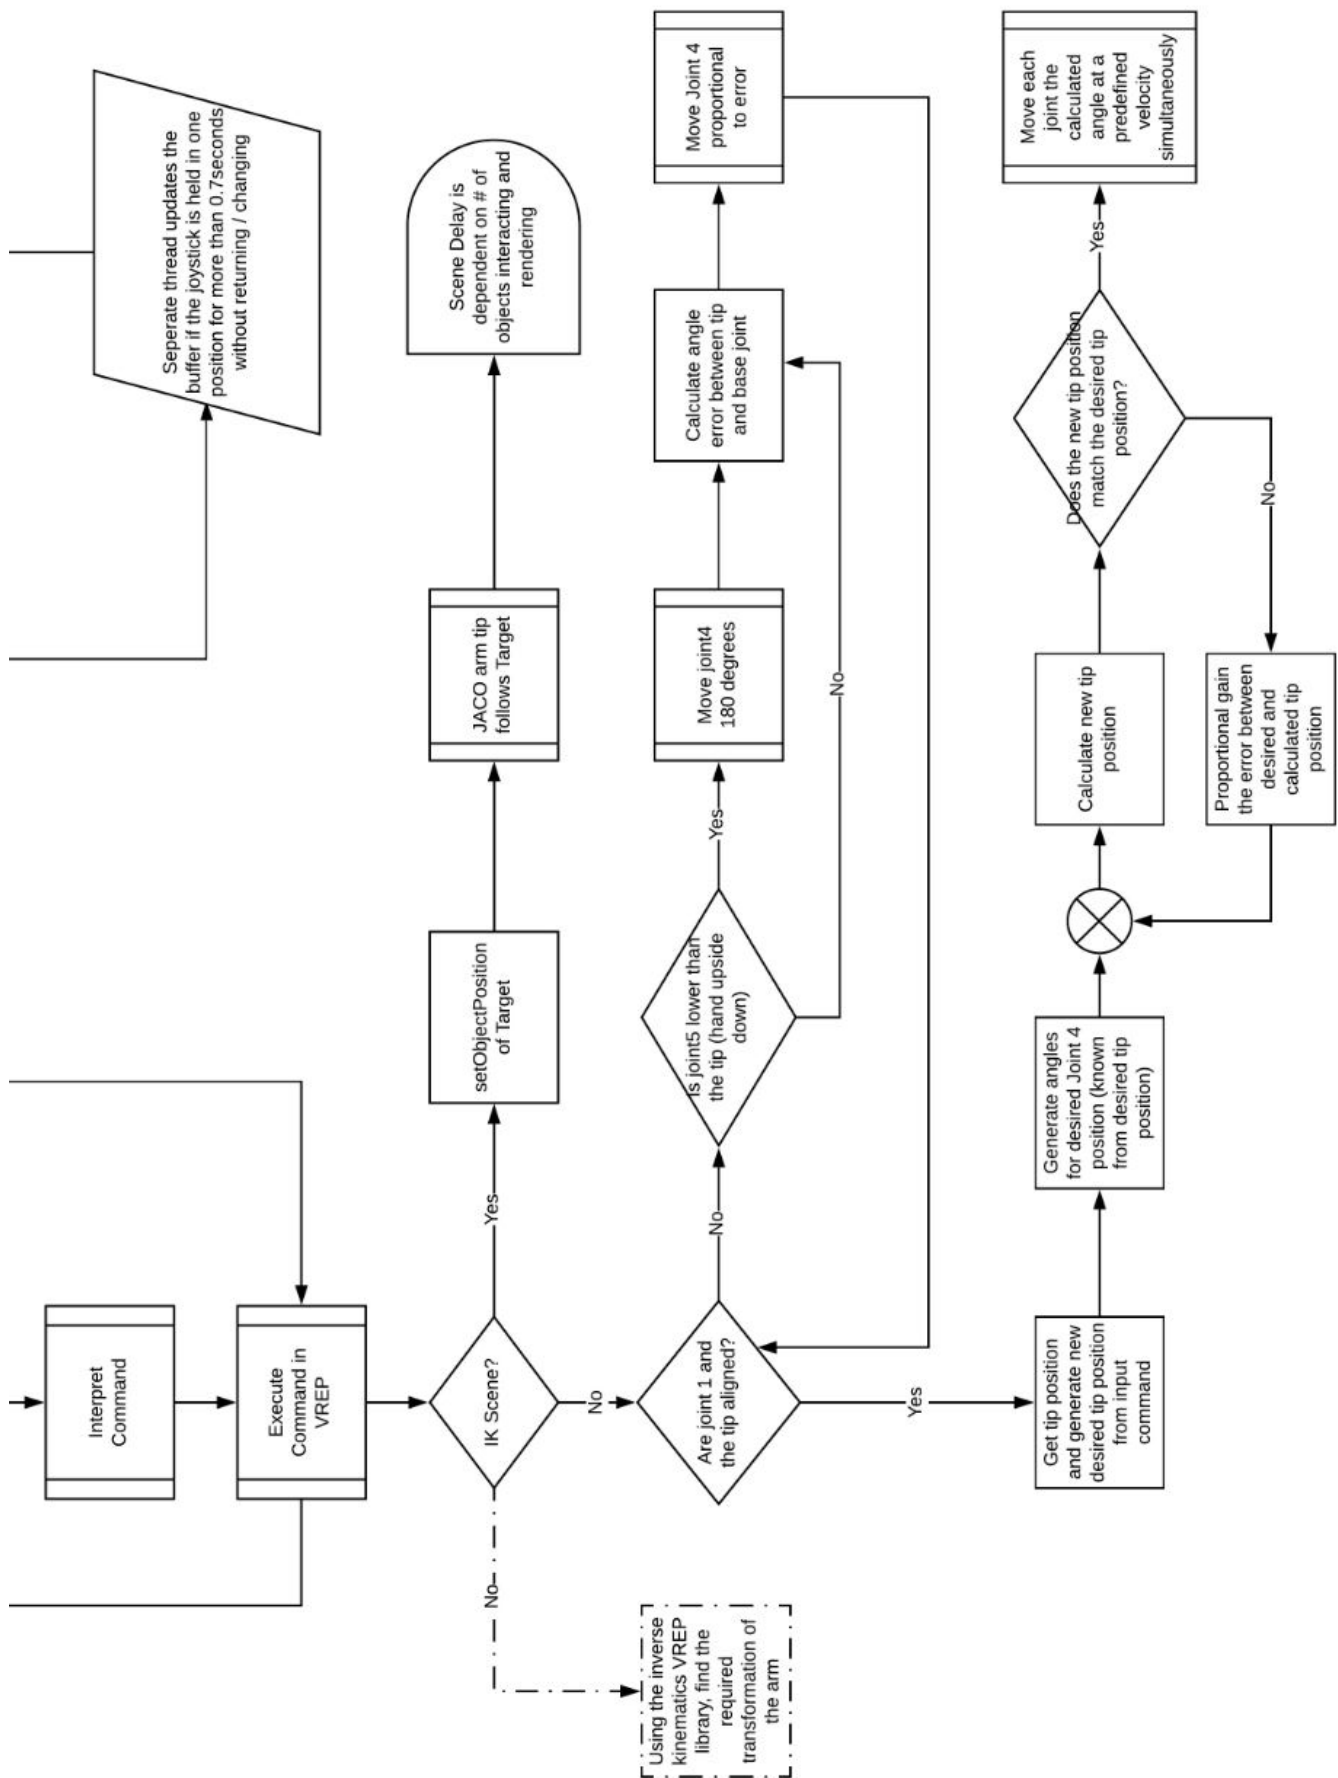 Interpret
Command
Seperate thread updates the
buffer if the joystick is held in one
position for more than 0.7seconds
without returning / changing
Execute
Command in
VREP
IK Scene?
Yes
setObjectPosition
of Target
JACO arm tip
follows Target
Scene Delay is
dependent on # of
objects interacting and
rendering
No
Using the inverse
kinematics VREP
library, find the
required
transformation of
the arm
No
Are joint 1 and
the tip aligned?
No
Is joint5 lower than
the tip (hand upside
down)
Yes
Move joint4
180 degrees
Calculate angle
error between tip
and base joint
Move Joint 4
proportional
to error
No
Yes
Get tip position
and generate new
desired tip position
from input
command
Generate angles
for desired Joint 4
position (known
from desired tip
position)
Calculate new tip
position
Does the new tip position
match the desired tip
position?
Yes
Move each
joint the
calculated
angle at a
predefined
velocity
simultaneously
No
Proportional gain
the error between
desired and
calculated tip
position